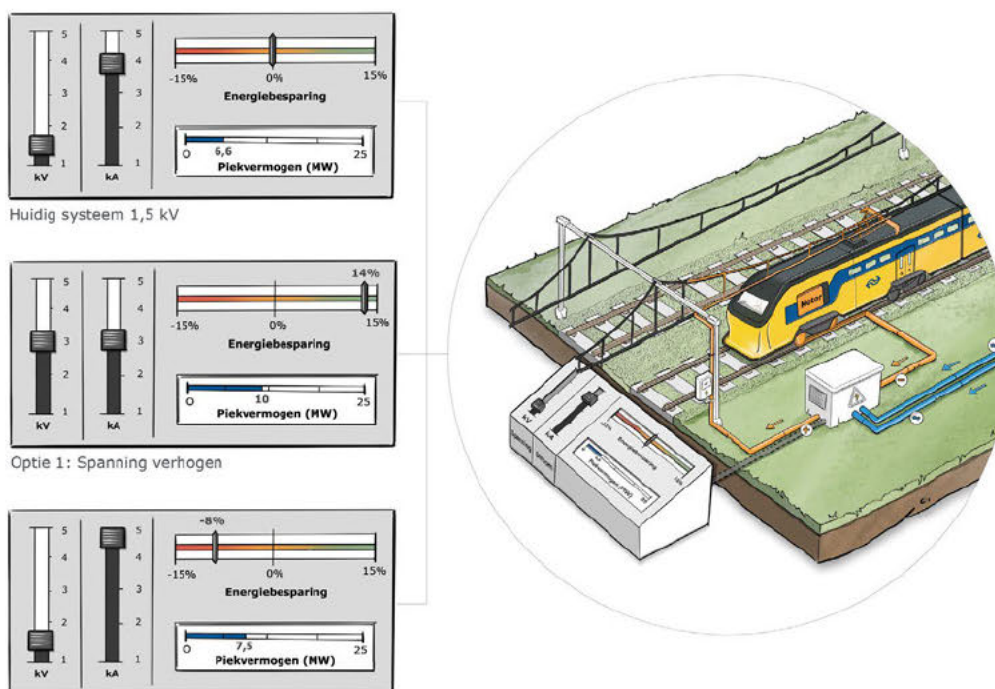 5
4
3
2
1
kV
5
4
3
2
1
kA
-15%
0%
15%
Energiebesparing
0
6,6
25
Piekvermogen (MW)
Huidig systeem 1,5 kV
5
4
3
2
1
kV
5
4
3
2
1
kA
14%
-15%
0%
15%
Energiebesparing
0
10
25
Piekvermogen (MW)
Optie 1: Spanning verhogen
5
4
3
2
1
kV
5
4
3
2
1
kA
-8%
-15%
0%
15%
Energiebesparing
0
7,5
25
Piekvermogen (MW)
Motor
kV
kA
Spanning
Stroom
Energiebesparing
15%
Piekvermogen (MW)